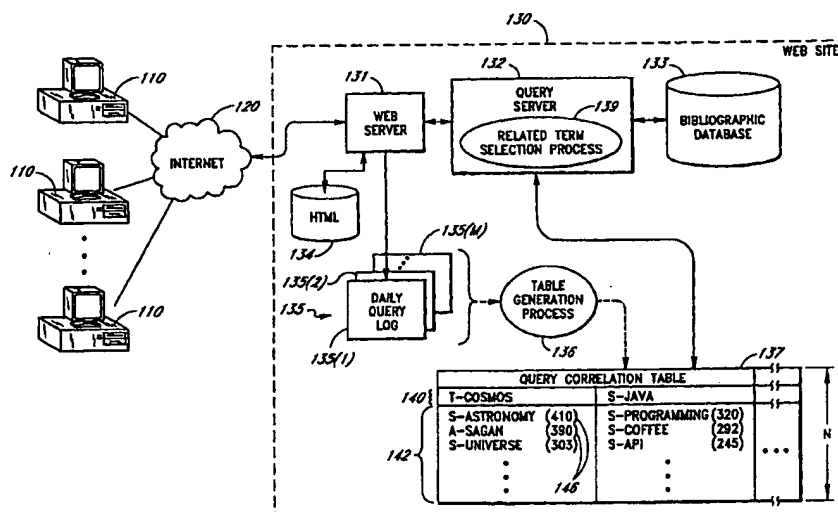 130
WEB SITE
110
120
INTERNET
110
110
131
WEB
SERVER
132
QUERY
SERVER
139
RELATED TERM
SELECTION PROCESS
133
BIBLIOGRAPHIC
DATABASE
HTML
134
135(M)
135(2)
135
DAILY
QUERY
LOG
135(1)
TABLE
GENERATION
PROCESS
136
137
QUERY CORRELATION TABLE
140
T-COSMOS S-JAVA
142
S-ASTRONOMY (410) S-PROGRAMMING (320)
A-SAGAN (390) S-COFFEE (292)
S-UNIVERSE (303) S-API (245)
146
N